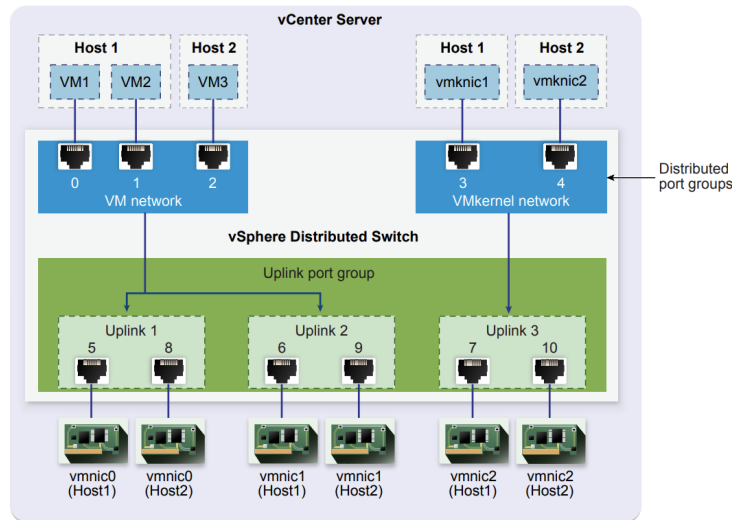 vCenter Server
Host 1
Host 2
Host 1
Host 2
VM1
VM2
VM3
vmknic1
vmknic2
0
1
2
3
4
VM network
VMkernel network
Distributed
port groups
vSphere Distributed Switch
Uplink port group
Uplink 1
Uplink 2
Uplink 3
5
8
6
9
7
10
vmnic0
(Host1)
vmnic0
(Host2)
vmnic1
(Host1)
vmnic1
(Host2)
vmnic2
(Host1)
vmnic2
(Host2)